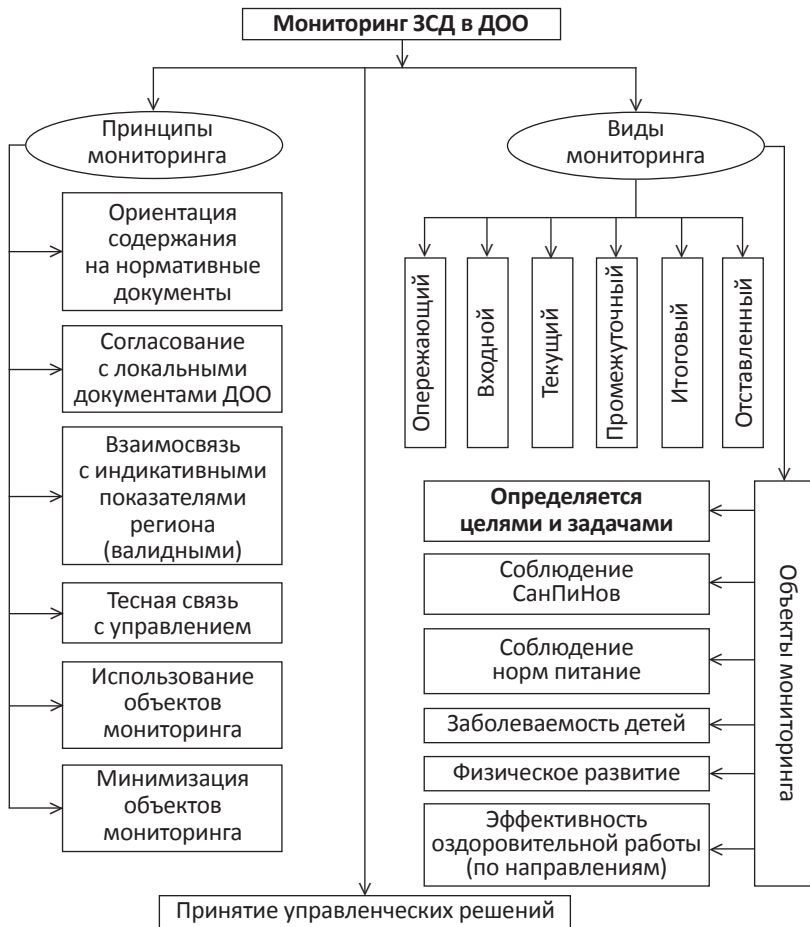 Мониторинг ЗСД в ДОО
Принципы
мониторинга
Ориентация
содержания
на нормативные
документы
Согласование
с локальными
документами ДОО
Взаимосвязь
с индикативными
показателями
региона
(валидными)
Тесная связь
с управлением
Использование
объектов
мониторинга
Минимизация
объектов
мониторинга
Виды
мониторинга
Опережающий
Входной
Текущий
Промежуточный
Итоговый
Отставленный
Объекты мониторинга
Определяется
целями и задачами
Соблюдение
СанПиНов
Соблюдение
норм питание
Заболеваемость детей
Физическое развитие
Эффективность
оздоровительной работы
(по направлениям)
Принятие управленческих решений